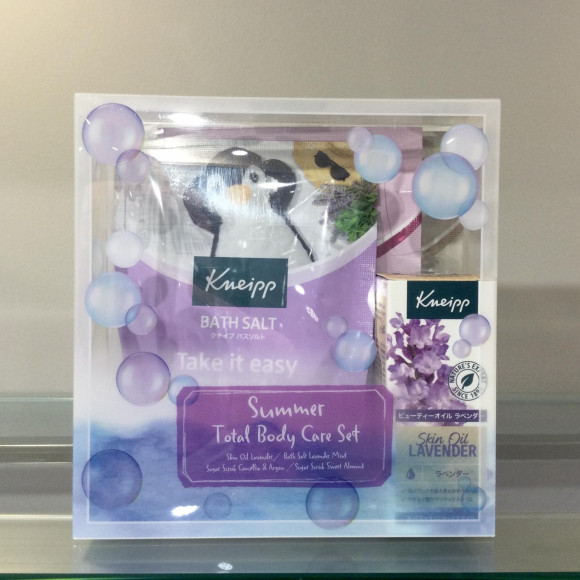 Kneipp
BATH SALT
クナイプ バスソルト
Take it easy
Summer
Total Body Care Set
Skin Oil Lavender / Bath Salt Lavender Mint
Sugar Scrub Camellia & Argan / Sugar Scrub Sweet Almond
Kneipp
NATURE'S
SINCE
ビューティーオイル ラベンダー
Skin Oil
LAVENDER
ラベンダー